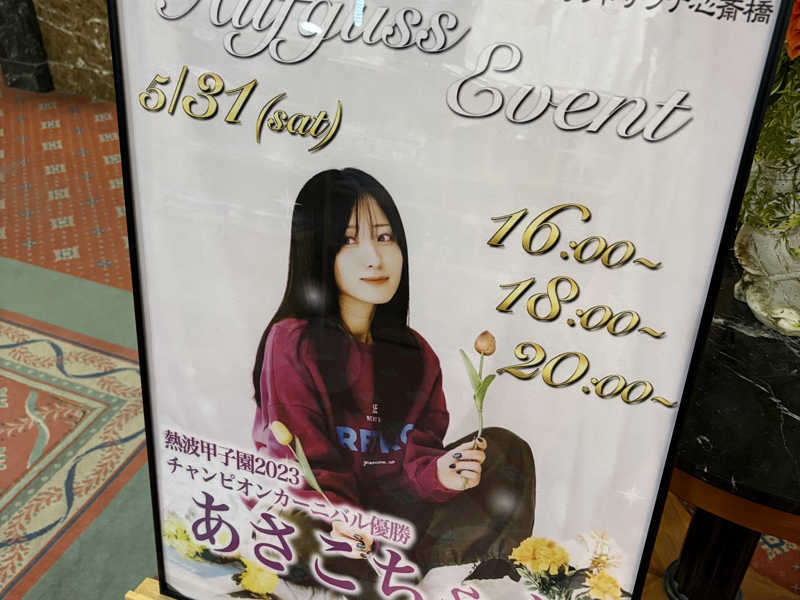 Aufguss
Event
5/31 (sat)
16:00~
18:00~
20:00~
熱波甲子園2023
チャンピオンカーニバル優勝
あさこち